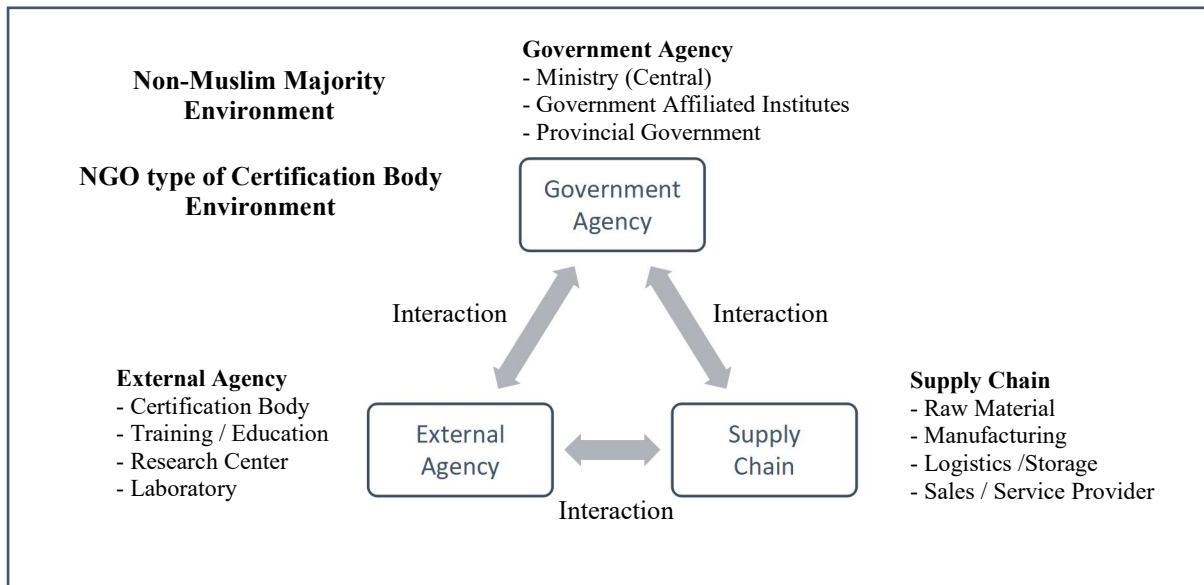 Non-Muslim Majority
Environment
NGO type of Certification Body
Environment
Government Agency
- Ministry (Central)
- Government Affiliated Institutes
- Provincial Government
Government
Agency
Interaction
Interaction
External Agency
- Certification Body
- Training / Education
- Research Center
- Laboratory
External
Agency
Interaction
Supply
Chain
Supply Chain
- Raw Material
- Manufacturing
- Logistics /Storage
- Sales / Service Provider